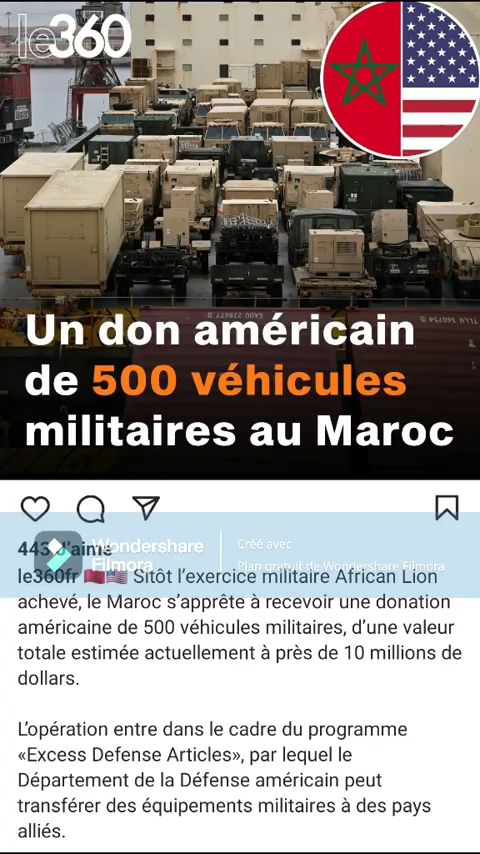 le360
Un don américain
de 500 véhicules
militaires au Maroc
443 J'aime
Wondershare
Filmora
Créé avec
Plan gratuit de Wondershare Filmora
le360fr 🇲🇦🇺🇸 Sitôt l’exercice militaire African Lion
achevé, le Maroc s’apprête à recevoir une donation
américaine de 500 véhicules militaires, d’une valeur
totale estimée actuellement à près de 10 millions de
dollars.
L’opération entre dans le cadre du programme
«Excess Defense Articles», par lequel le
Département de la Défense américain peut
transférer des équipements militaires à des pays
alliés.